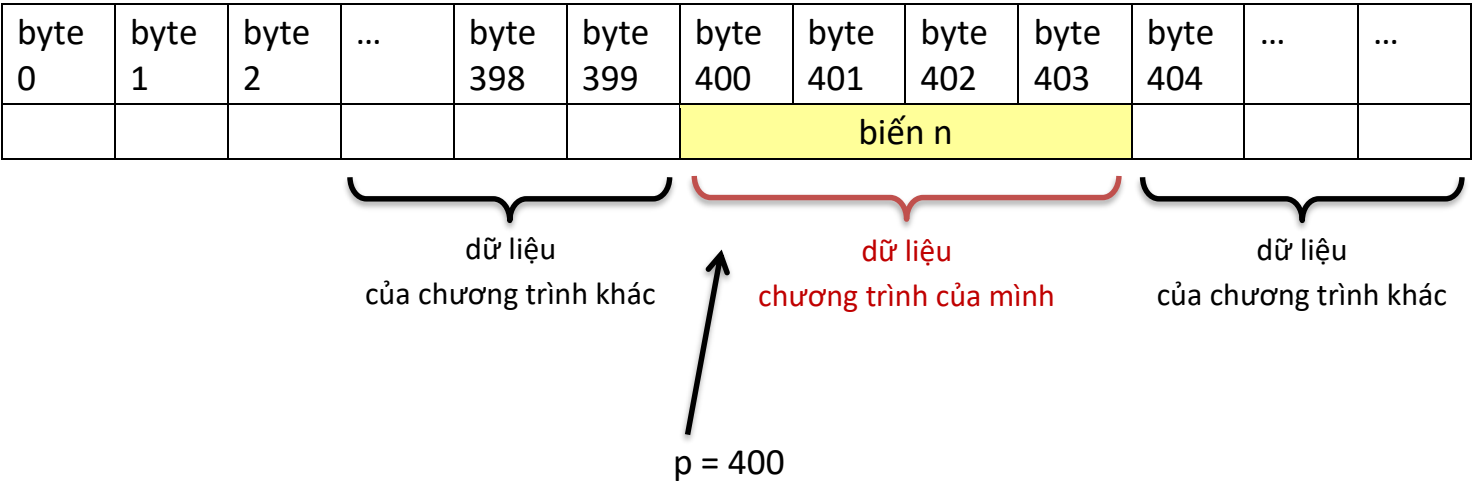 byte byte byte ... byte byte byte byte byte byte byte ... ...
0 1 2 398 399 400 401 402 403 404
biến n
dữ liệu dữ liệu dữ liệu
của chương trình khác chương trình của mình của chương trình khác
p = 400